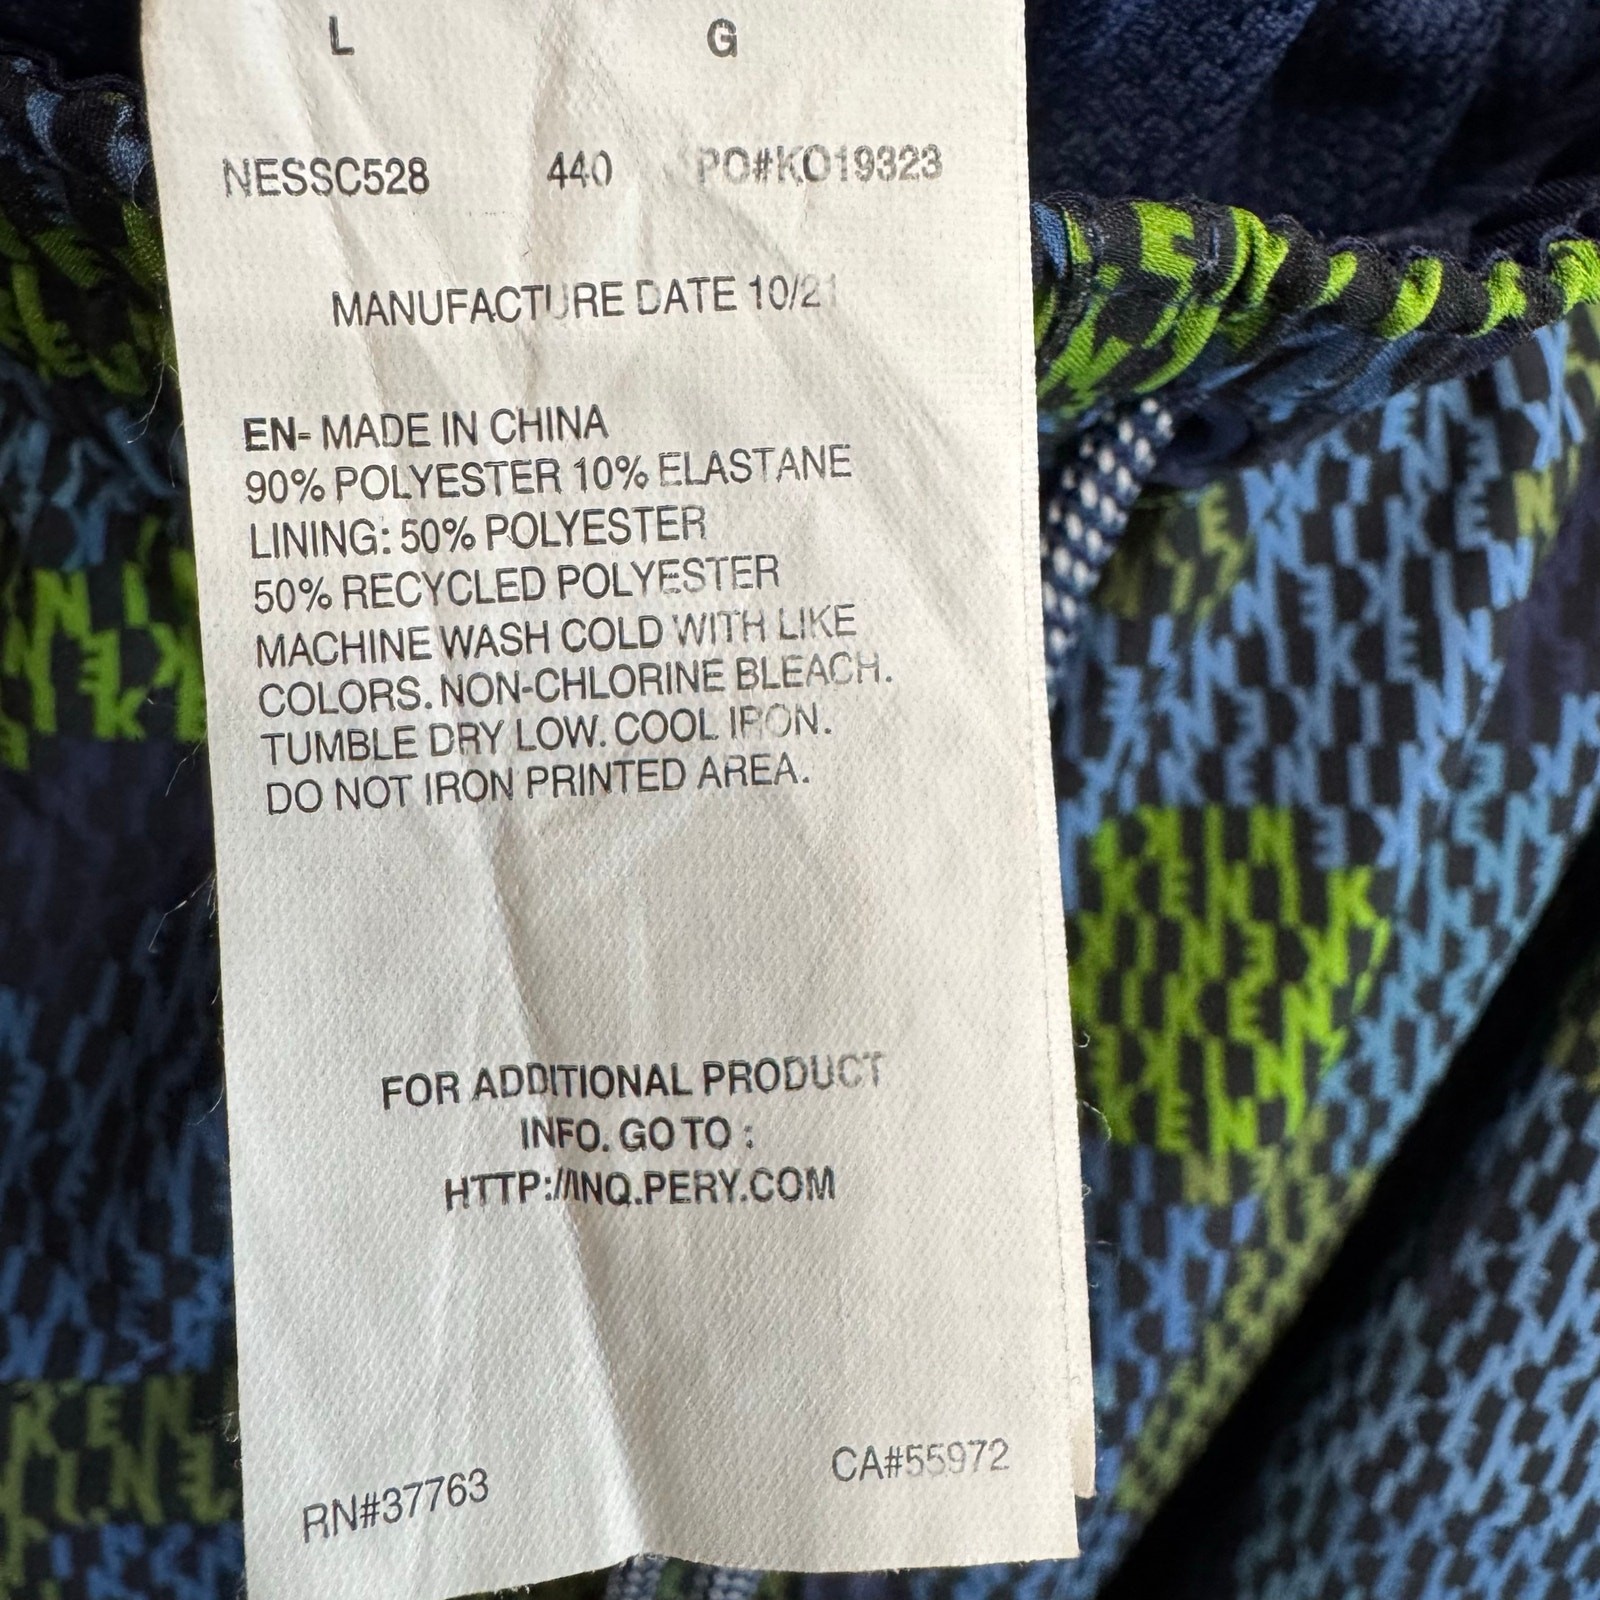 L G
NESSC528 440 PO#KO19323
MANUFACTURE DATE 10/21
EN- MADE IN CHINA
90% POLYESTER 10% ELASTANE
LINING: 50% POLYESTER
50% RECYCLED POLYESTER
MACHINE WASH COLD WITH LIKE
COLORS. NON-CHLORINE BLEACH.
TUMBLE DRY LOW. COOL IRON.
DO NOT IRON PRINTED AREA.
FOR ADDITIONAL PRODUCT
INFO. GO TO :
HTTP://INQ.PERY.COM
RN#37763 CA#55972